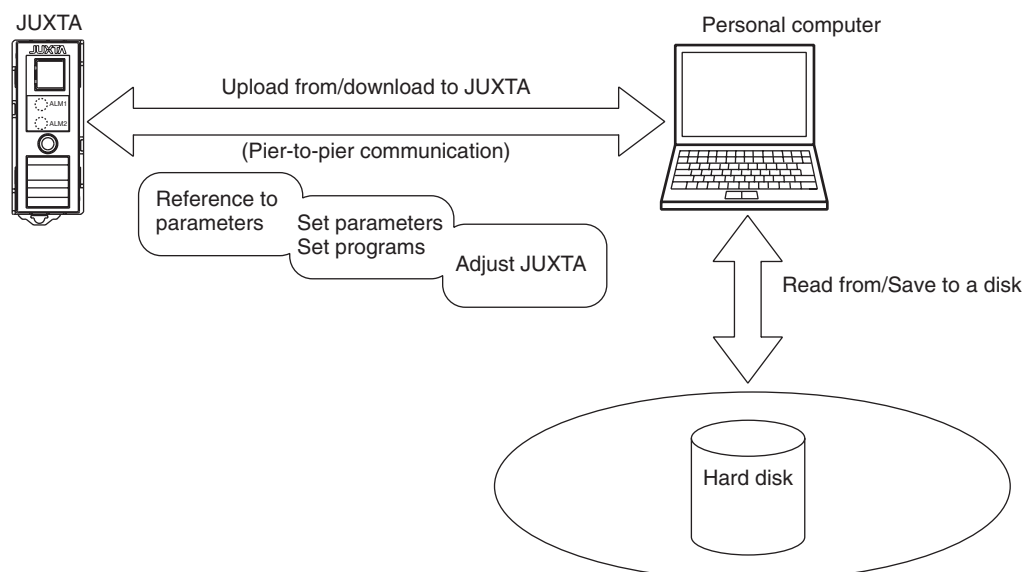 JUXTA
JUXTA
ALM1
ALM2
Personal computer
Upload from/download to JUXTA
(Pier-to-pier communication)
Reference to
parameters
Set parameters
Set programs
Adjust JUXTA
Read from/Save to a disk
Hard disk